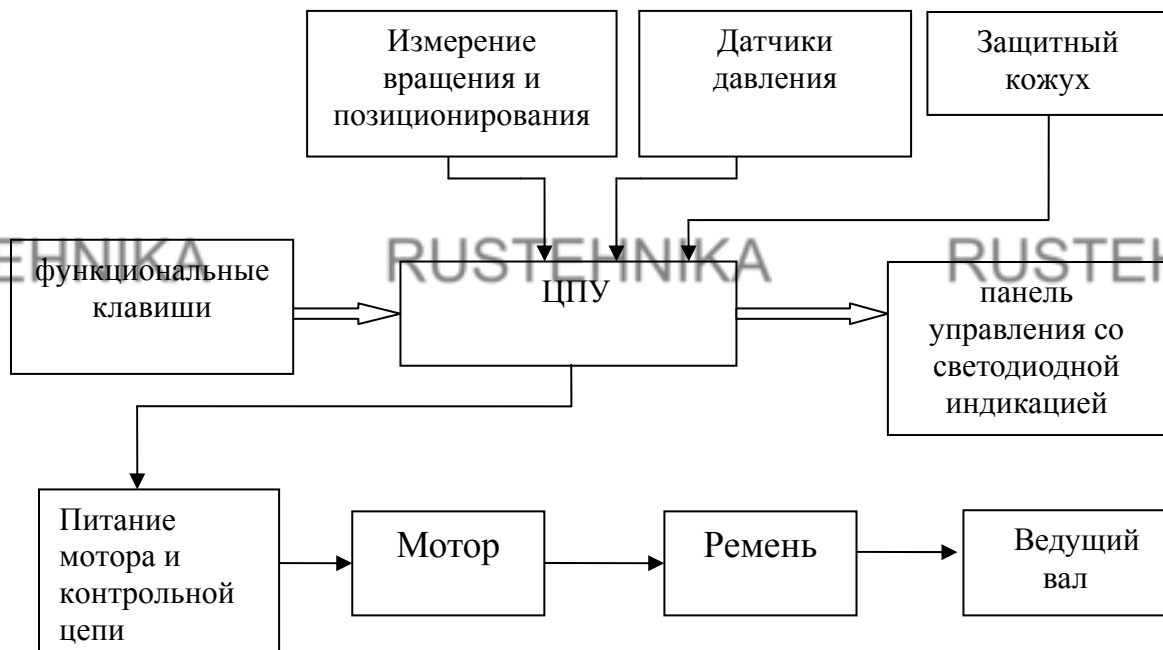 Измерение
вращения и
позиционирования
Датчики
давления
Защитный
кожух
EHNIKA
RUSTEHNIKA
RUSTEH
функциональные
клавиши
ЦПУ
панель
управления со
светодиодной
индикацией
Питание
мотора и
контрольной
цепи
Мотор
Ремень
Ведущий
вал